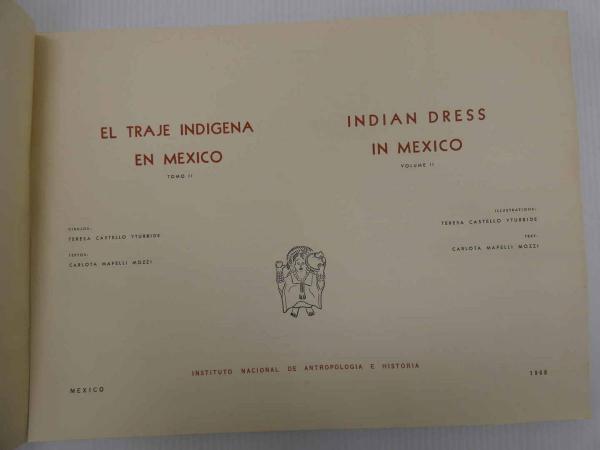 EL TRAJE INDIGENA
EN MEXICO
TOMO II
DIBUJOS:
TERESA CASTELLO YTURBIDE
TEXTOS:
CARLOTA MAPELLI MOZZI
INDIAN DRESS
IN MEXICO
VOLUME II
ILLUSTRATIONS:
TERESA CASTELLO YTURBIDE
TEXT:
CARLOTA MAPELLI MOZZI
INSTITUTO NACIONAL DE ANTROPOLOGIA E HISTORIA
MEXICO
1968